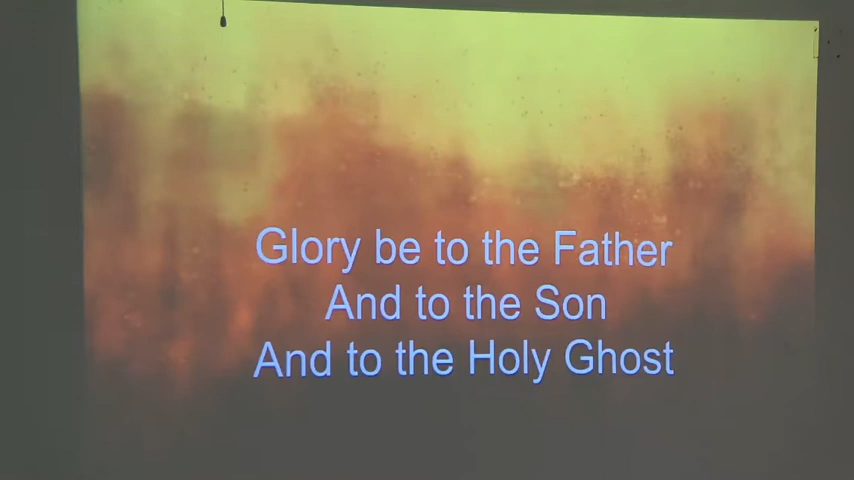 Glory be to the Father
And to the Son
And to the Holy Ghost